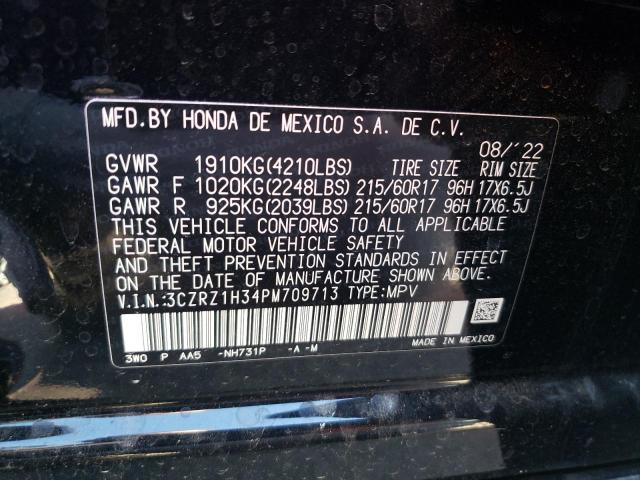 MFD.BY HONDA DE MEXICO S.A. DE C.V.
08/'22
GVWR 1910KG(4210LBS) TIRE SIZE RIM SIZE
GAWR F 1020KG(2248LBS) 215/60R17 96H 17X6.5J
GAWR R 925KG(2039LBS) 215/60R17 96H 17X6.5J
THIS VEHICLE CONFORMS TO ALL APPLICABLE
FEDERAL MOTOR VEHICLE SAFETY
AND THEFT PREVENTION STANDARDS IN EFFECT
ON THE DATE OF MANUFACTURE SHOWN ABOVE.
V.I.N.:3CZRZ1H34PM709713 TYPE:MPV
3WO P AA5 -NH731P -A-M MADE IN MEXICO